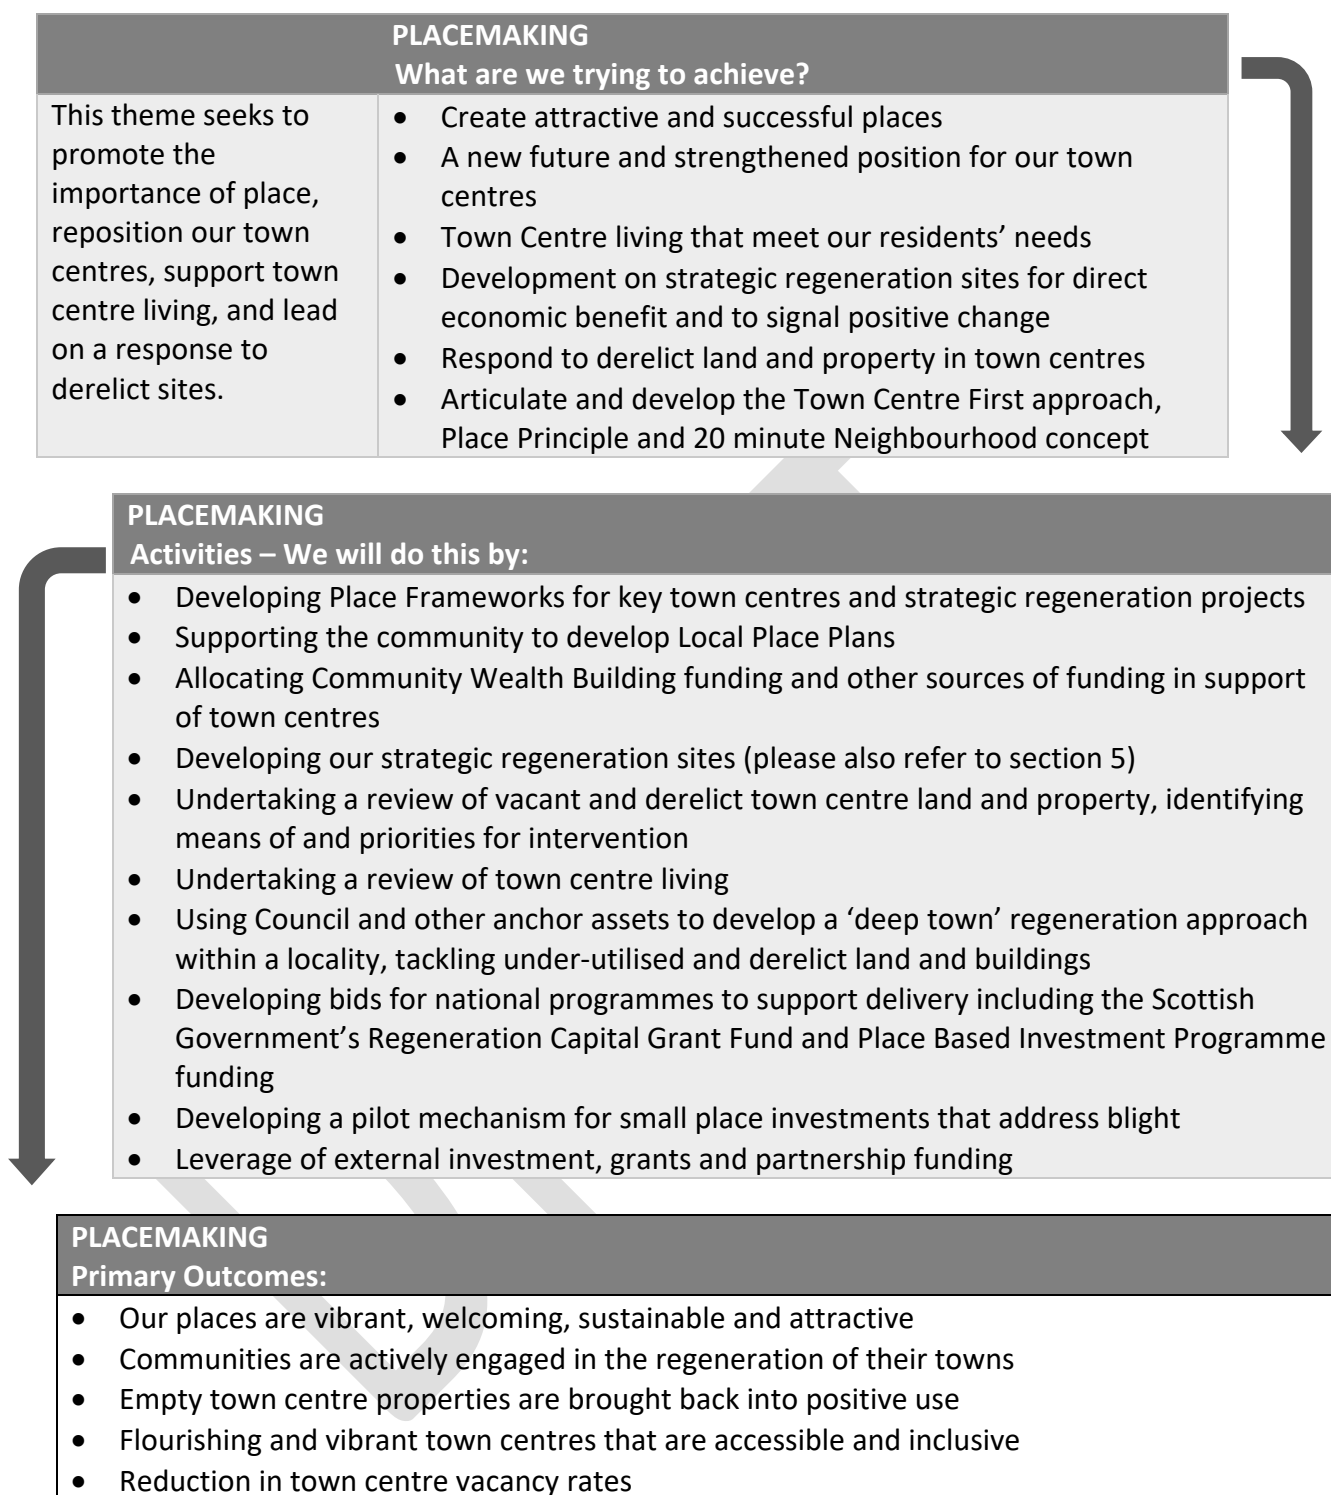 PLACEMAKING
What are we trying to achieve?
This theme seeks to
promote the
importance of place,
reposition our town
centres, support town
centre living, and lead
on a response to
derelict sites.
• Create attractive and successful places
• A new future and strengthened position for our town
centres
• Town Centre living that meet our residents’ needs
• Development on strategic regeneration sites for direct
economic benefit and to signal positive change
• Respond to derelict land and property in town centres
• Articulate and develop the Town Centre First approach,
Place Principle and 20 minute Neighbourhood concept
PLACEMAKING
Activities – We will do this by:
• Developing Place Frameworks for key town centres and strategic regeneration projects
• Supporting the community to develop Local Place Plans
• Allocating Community Wealth Building funding and other sources of funding in support
of town centres
• Developing our strategic regeneration sites (please also refer to section 5)
• Undertaking a review of vacant and derelict town centre land and property, identifying
means of and priorities for intervention
• Undertaking a review of town centre living
• Using Council and other anchor assets to develop a ‘deep town’ regeneration approach
within a locality, tackling under-utilised and derelict land and buildings
• Developing bids for national programmes to support delivery including the Scottish
Government’s Regeneration Capital Grant Fund and Place Based Investment Programme
funding
• Developing a pilot mechanism for small place investments that address blight
• Leverage of external investment, grants and partnership funding
PLACEMAKING
Primary Outcomes:
• Our places are vibrant, welcoming, sustainable and attractive
• Communities are actively engaged in the regeneration of their towns
• Empty town centre properties are brought back into positive use
• Flourishing and vibrant town centres that are accessible and inclusive
• Reduction in town centre vacancy rates